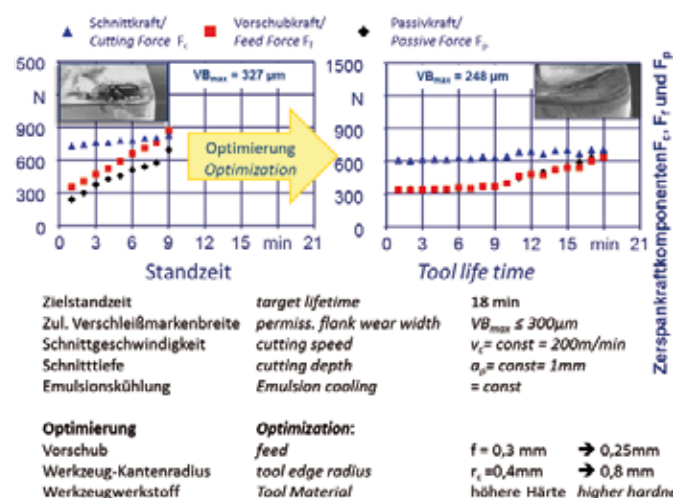 Schnittkraft/ Vorschubkraft/ Passivkraft/
Cutting Force Fc Feed Force Ff Passive Force Fp
500 1500
N VBmax = 327 µm N VBmax = 248 µm
900 900
600 Optimierung 600
300 Optimization 300
0 0
0 3 6 9 12 15 min 21 0 3 6 9 12 15 min 21
Standzeit Tool life time
Zerspankraftkomponenten Fc, Ff und Fp
Zielstandzeit target lifetime 18 min
Zul. Verschleißmarkenbreite permiss. flank wear width VBmax ≤ 300µm
Schnittgeschwindigkeit cutting speed vc= const = 200m/min
Schnitttiefe cutting depth ap= const= 1mm
Emulsionskühlung Emulsion cooling = const
Optimierung Optimization:
Vorschub feed f = 0,3 mm ➔ 0,25mm
Werkzeug-Kantenradius tool edge radius rε =0,4mm ➔ 0,8 mm
Werkzeugwerkstoff Tool Material höhere Härte higher hardne